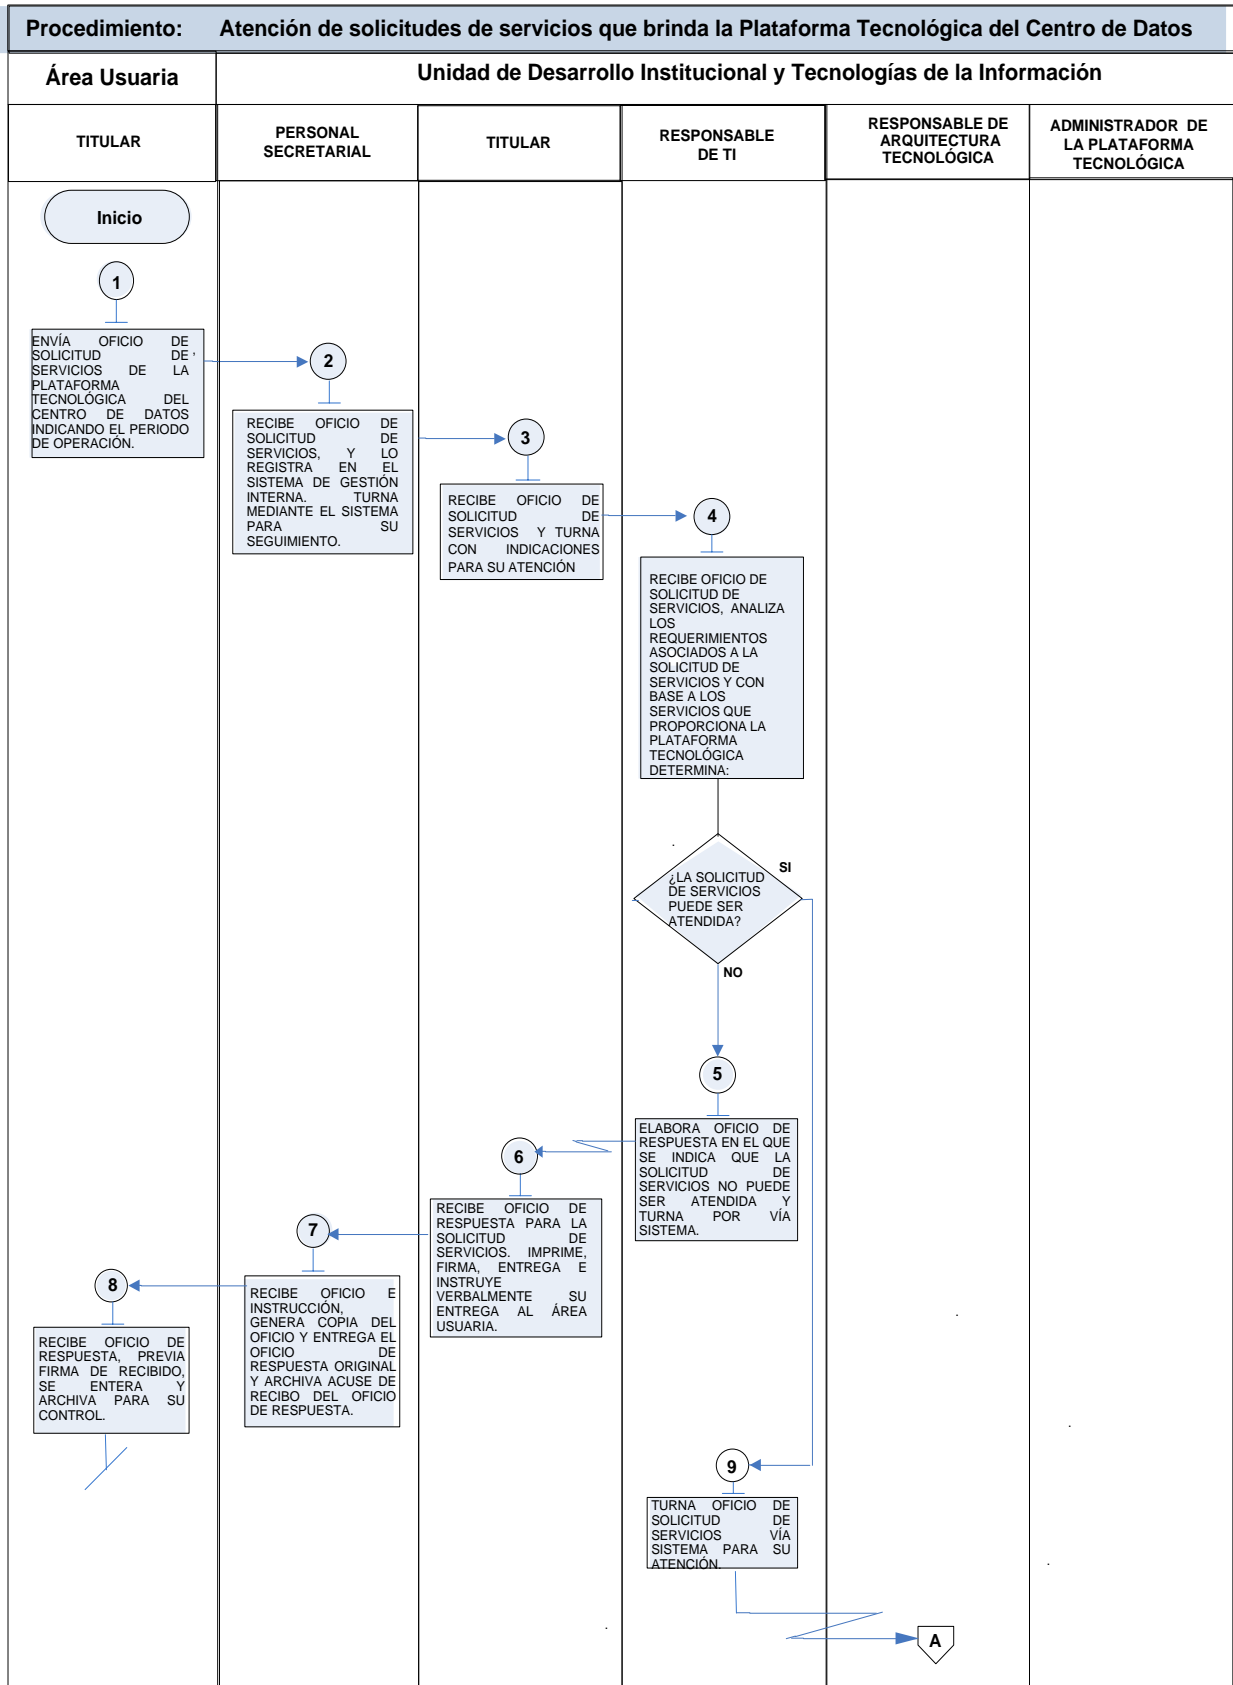 Procedimiento: Atención de solicitudes de servicios que brinda la Plataforma Tecnológica del Centro de Datos
Área Usuaria
Unidad de Desarrollo Institucional y Tecnologías de la Información
TITULAR
PERSONAL
SECRETARIAL
TITULAR
RESPONSABLE
DE TI
RESPONSABLE DE
ARQUITECTURA
TECNOLÓGICA
ADMINISTRADOR DE
LA PLATAFORMA
TECNOLÓGICA
Inicio
1
ENVÍA OFICIO DE
SOLICITUD DE
SERVICIOS DE LA
PLATAFORMA
TECNOLÓGICA DEL
CENTRO DE DATOS
INDICANDO EL PERIODO
DE OPERACIÓN.
2
RECIBE OFICIO DE
SOLICITUD DE
SERVICIOS, Y LO
REGISTRA EN EL
SISTEMA DE GESTIÓN
INTERNA. TURNA
MEDIANTE EL SISTEMA
PARA SU
SEGUIMIENTO.
3
RECIBE OFICIO DE
SOLICITUD DE
SERVICIOS Y TURNA
CON INDICACIONES
PARA SU ATENCIÓN
4
RECIBE OFICIO DE
SOLICITUD DE
SERVICIOS, ANALIZA
LOS
REQUERIMIENTOS
ASOCIADOS A LA
SOLICITUD DE
SERVICIOS Y CON
BASE A LOS
SERVICIOS QUE
PROPORCIONA LA
PLATAFORMA
TECNOLÓGICA
DETERMINA:
¿LA SOLICITUD
DE SERVICIOS
PUEDE SER
ATENDIDA?
SI
NO
5
ELABORA OFICIO DE
RESPUESTA EN EL QUE
SE INDICA QUE LA
SOLICITUD DE
SERVICIOS NO PUEDE
SER ATENDIDA Y
TURNA POR VÍA
SISTEMA.
6
RECIBE OFICIO DE
RESPUESTA PARA LA
SOLICITUD DE
SERVICIOS. IMPRIME,
FIRMA, ENTREGA E
INSTRUYE
VERBALMENTE SU
ENTREGA AL ÁREA
USUARIA.
7
RECIBE OFICIO E
INSTRUCCIÓN,
GENERA COPIA DEL
OFICIO Y ENTREGA EL
OFICIO DE
RESPUESTA ORIGINAL
Y ARCHIVA ACUSE DE
RECIBO DEL OFICIO
DE RESPUESTA.
8
RECIBE OFICIO DE
RESPUESTA, PREVIA
FIRMA DE RECIBIDO,
SE ENTERA Y
ARCHIVA PARA SU
CONTROL.
9
TURNA OFICIO DE
SOLICITUD DE
SERVICIOS VÍA
SISTEMA PARA SU
ATENCIÓN.
A